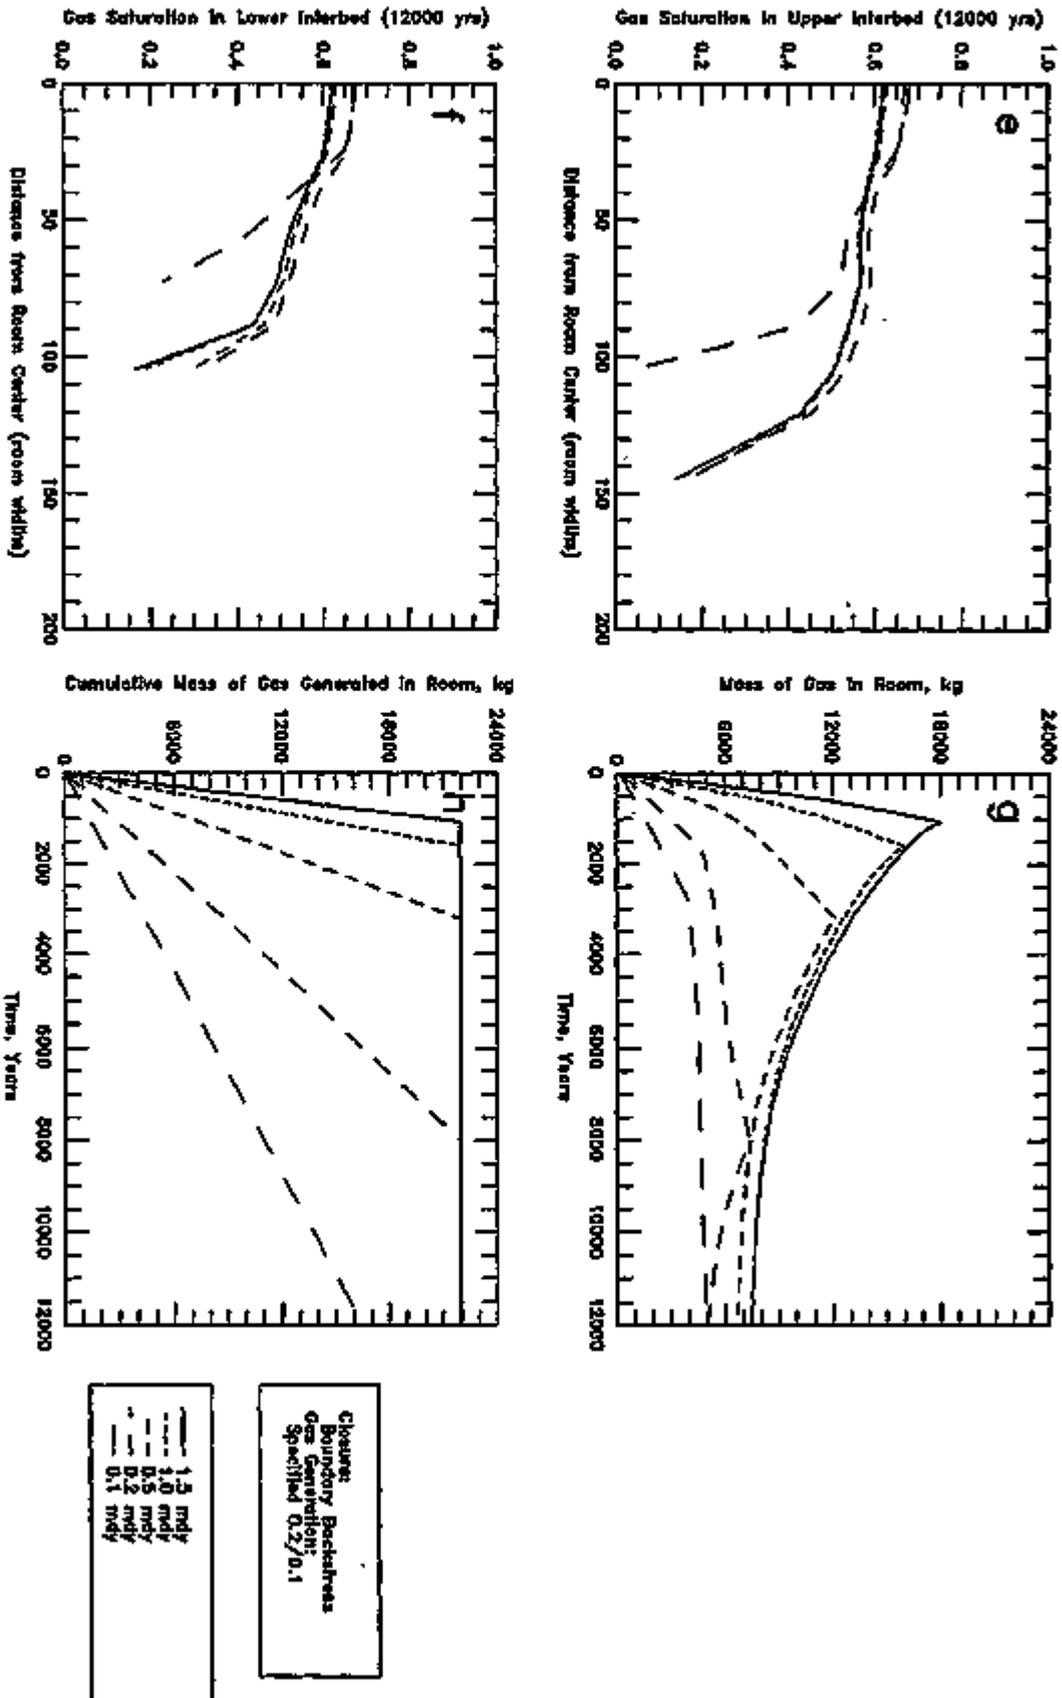 Gas Saturation in Upper Interbed (12000 yrs)
1.0
0.8
0.6
0.4
0.2
0.0
0
50
100
150
200
Distance from Room Center (room widths)
e
Mass of Gas in Room, kg
24000
18000
12000
6000
0
0
2000
4000
6000
8000
10000
12000
Time, Years
g
Gas Saturation in Lower Interbed (12000 yrs)
1.0
0.8
0.6
0.4
0.2
0.0
0
50
100
150
200
Distance from Room Center (room widths)
f
Cumulative Mass of Gas Generated in Room, kg
24000
18000
12000
6000
0
0
2000
4000
6000
8000
10000
12000
Time, Years
Closure:
Boundary Backstress
Gas Generation:
Specified 0.2/0.1
1.5 mdy
1.0 mdy
0.5 mdy
0.2 mdy
0.1 mdy